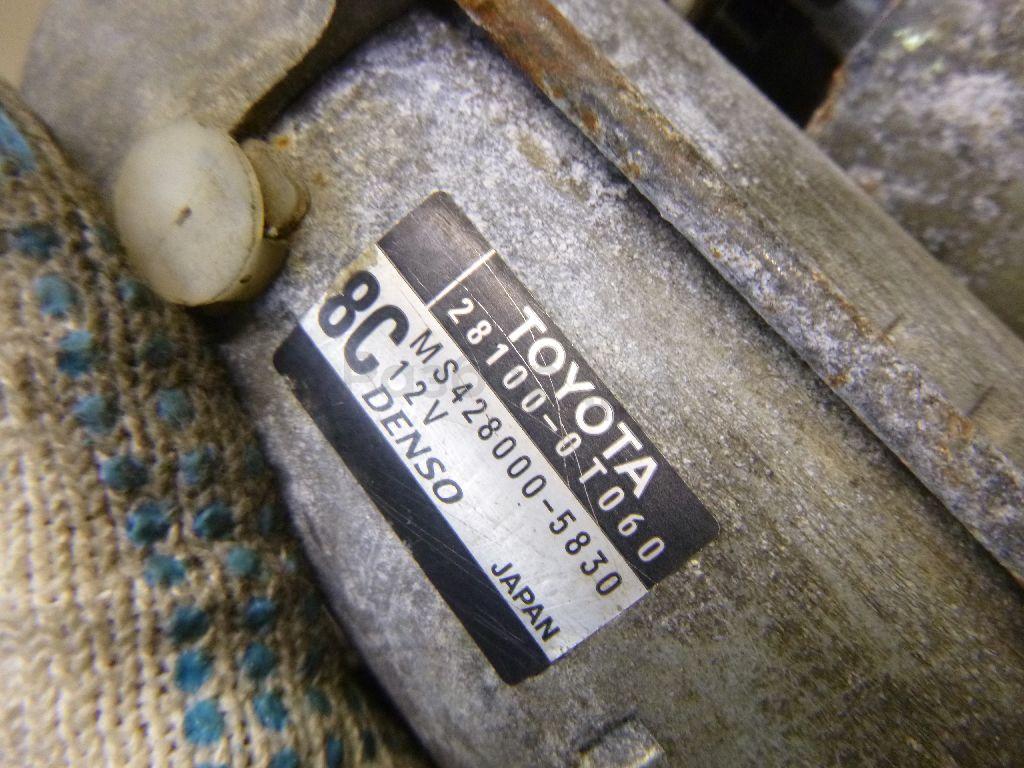 TOYOTA
28100-0T060
8C
MS428000-5830
12V
DENSO
JAPAN